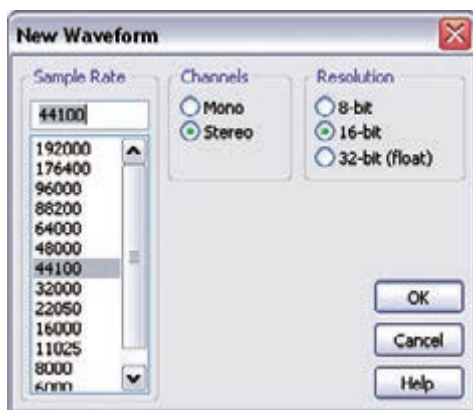 New Waveform
Sample Rate
44100
192000
176400
96000
88200
64000
48000
44100
32000
22050
16000
11025
8000
6000
Channels
Mono
Stereo
Resolution
8-bit
16-bit
32-bit (float)
OK
Cancel
Help